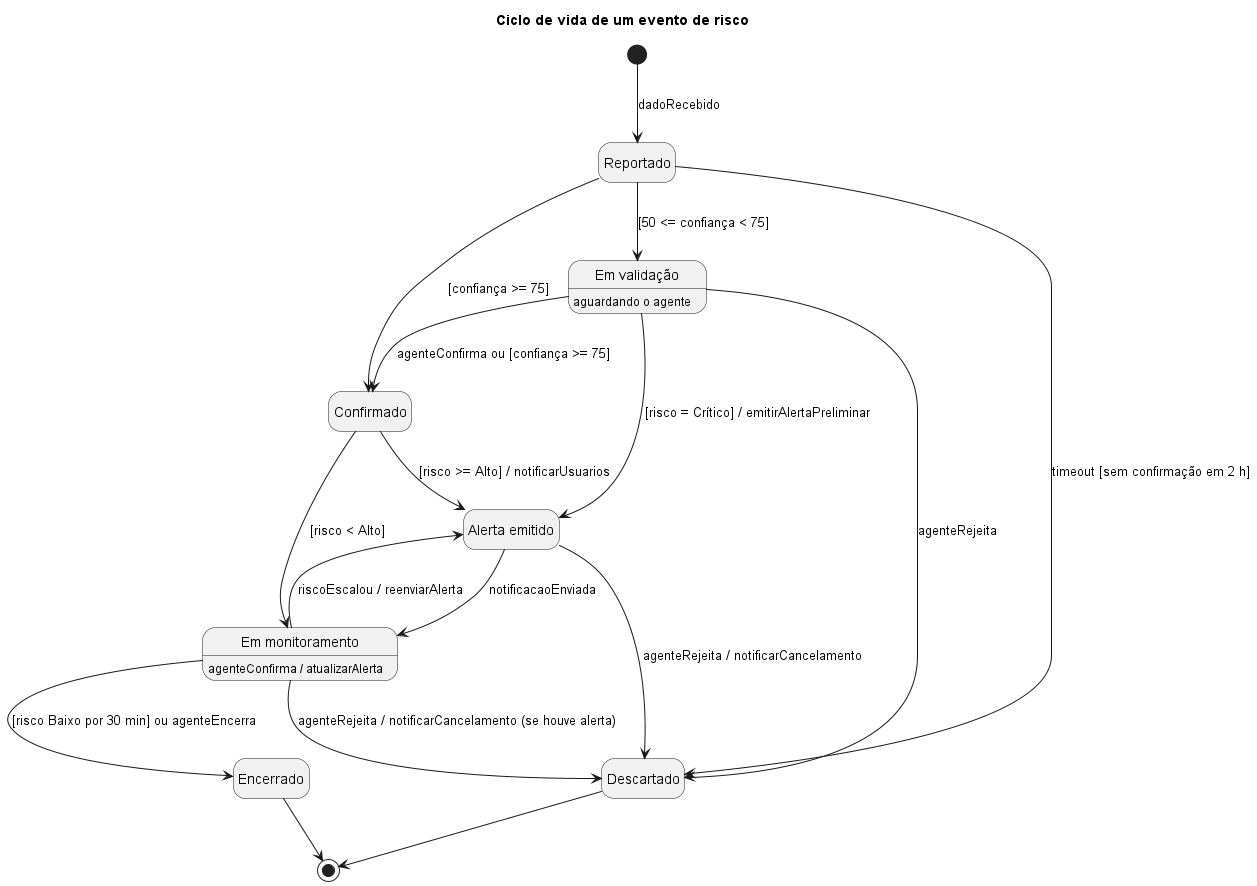 Ciclo de vida de um evento de risco
dadoRecebido
Reportado
[50 <= confiança < 75]
Em validação
aguardando o agente
[confiança >= 75]
agenteConfirma ou [confiança >= 75]
Confirmado
[risco = Crítico] / emitirAlertaPreliminar
[risco >= Alto] / notificarUsuarios
timeout [sem confirmação em 2 h]
[risco < Alto]
Alerta emitido
agenteRejeita
riscoEscalou / reenviarAlerta
notificacaoEnviada
Em monitoramento
agenteConfirma / atualizarAlerta
agenteRejeita / notificarCancelamento
[risco Baixo por 30 min] ou agenteEncerra
agenteRejeita / notificarCancelamento (se houve alerta)
Encerrado
Descartado